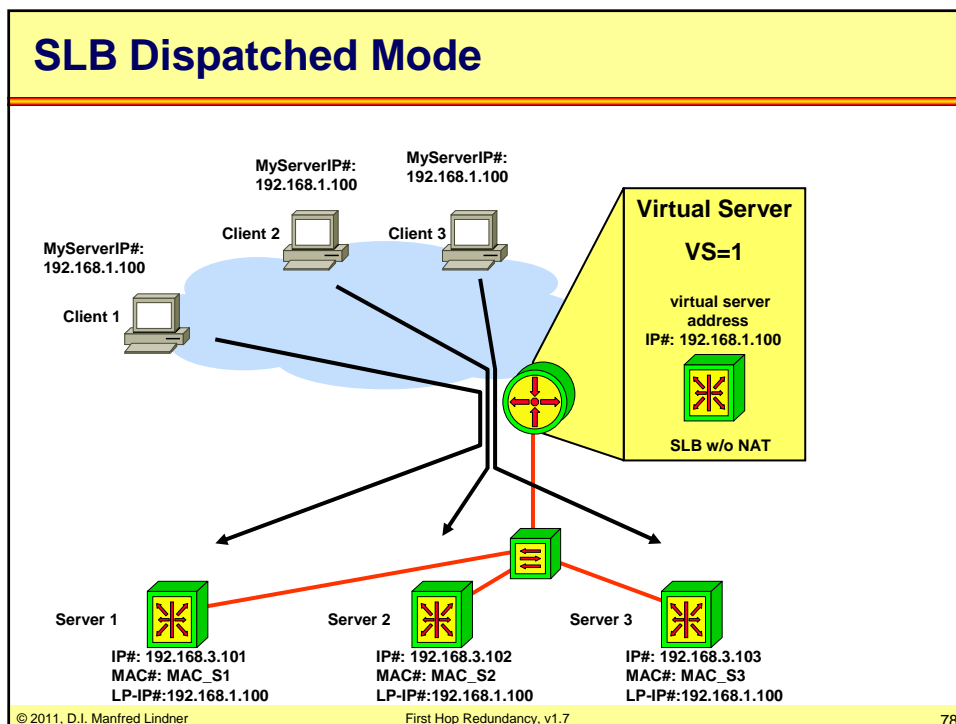 SLB Dispatched Mode
MyServerIP#:
192.168.1.100
MyServerIP#:
192.168.1.100
Client 2
Client 3
MyServerIP#:
192.168.1.100
Client 1
Virtual Server
VS=1
virtual server
address
IP#: 192.168.1.100
SLB w/o NAT
Server 1
IP#: 192.168.3.101
MAC#: MAC_S1
LP-IP#:192.168.1.100
Server 2
IP#: 192.168.3.102
MAC#: MAC_S2
LP-IP#:192.168.1.100
Server 3
IP#: 192.168.3.103
MAC#: MAC_S3
LP-IP#:192.168.1.100
© 2011, D.I. Manfred Lindner
First Hop Redundancy, v1.7
78